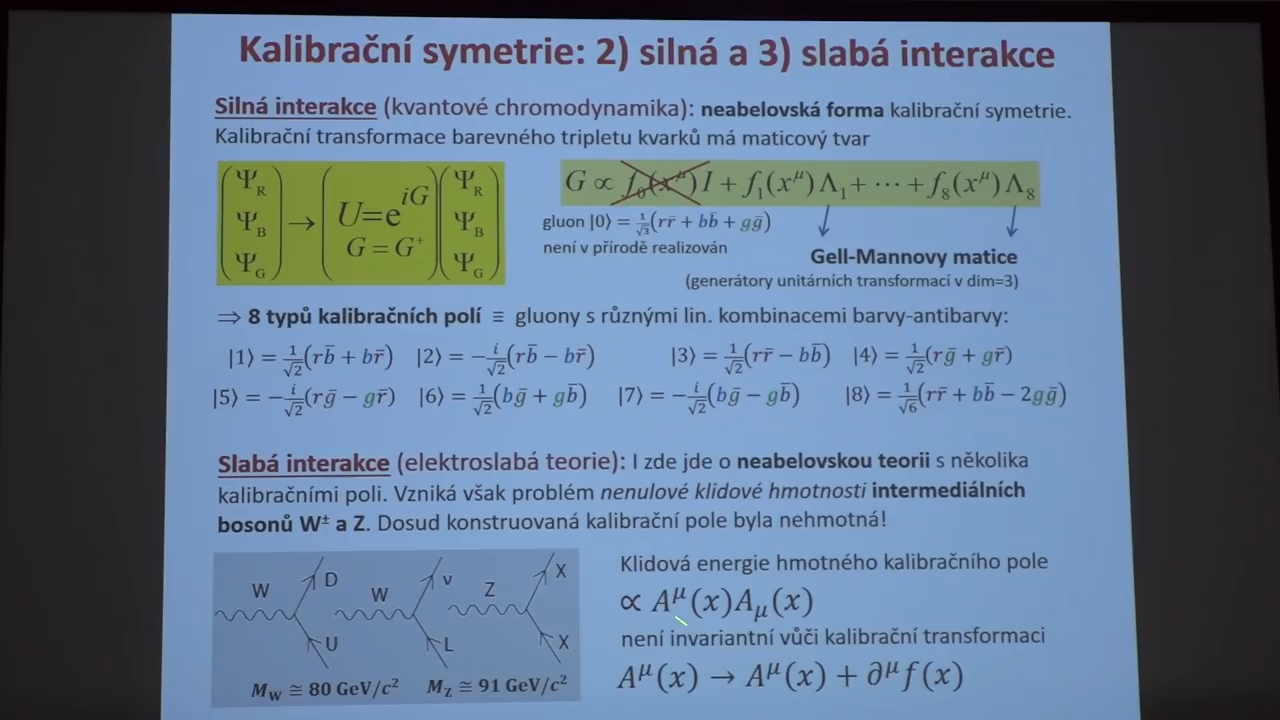 Kalibrační symetrie: 2) silná a 3) slabá interakce
Silná interakce (kvantové chromodynamika): neabelovská forma kalibrační symetrie.
Kalibrační transformace barevného tripletu kvarků má maticový tvar
(Ψ_R Ψ_B Ψ_G) → (U=e^{iG} G=G⁺) (Ψ_R Ψ_B Ψ_G)
G ∝ f₀(x^μ)I + f₁(x^μ)Λ₁ + ⋯ + f₈(x^μ)Λ₈
gluon |0⟩ = 1/√3(rr̄ + bb̄ + gḡ)
není v přírodě realizován
Gell-Mannovy matice
(generátory unitárních transformací v dim=3)
⇒ 8 typů kalibračních polí ≡ gluony s různými lin. kombinacemi barvy-antibarvy:
|1⟩ = 1/√2(rb̄ + br̄) |2⟩ = −i/√2(rb̄ − br̄) |3⟩ = 1/√2(rr̄ − bb̄) |4⟩ = 1/√2(rḡ + gr̄)
|5⟩ = −i/√2(rḡ − gr̄) |6⟩ = 1/√2(bḡ + gb̄) |7⟩ = −i/√2(bḡ − gb̄) |8⟩ = 1/√6(rr̄ + bb̄ − 2gḡ)
Slabá interakce (elektroslabá teorie): I zde jde o neabelovskou teorii s několika
kalibračními poli. Vzniká však problém nenulové klidové hmotnosti intermediálních
bosonů W± a Z. Dosud konstruovaná kalibrační pole byla nehmotná!
W D U
W ν L
Z X X
M_W ≅ 80 GeV/c² M_Z ≅ 91 GeV/c²
Klidová energie hmotného kalibračního pole
∝ A^μ(x)A_μ(x)
není invariantní vůči kalibrační transformaci
A^μ(x) → A^μ(x) + ∂^μ f(x)